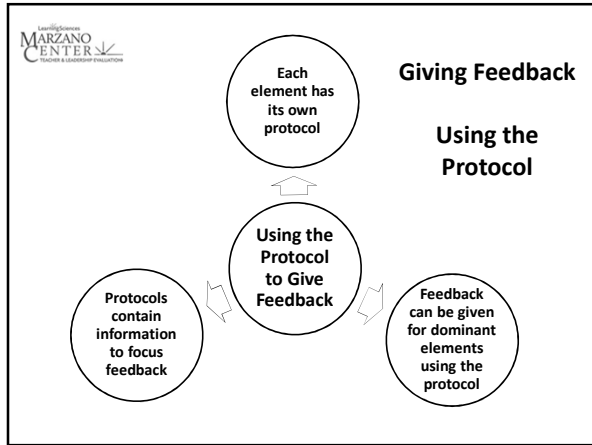 LearningSciences
MARZANO
CENTER
TEACHER & LEADERSHIP EVALUATION
Giving Feedback
Using the
Protocol
Each
element has
its own
protocol
Using the
Protocol
to Give
Feedback
Protocols
contain
information
to focus
feedback
Feedback
can be given
for dominant
elements
using the
protocol